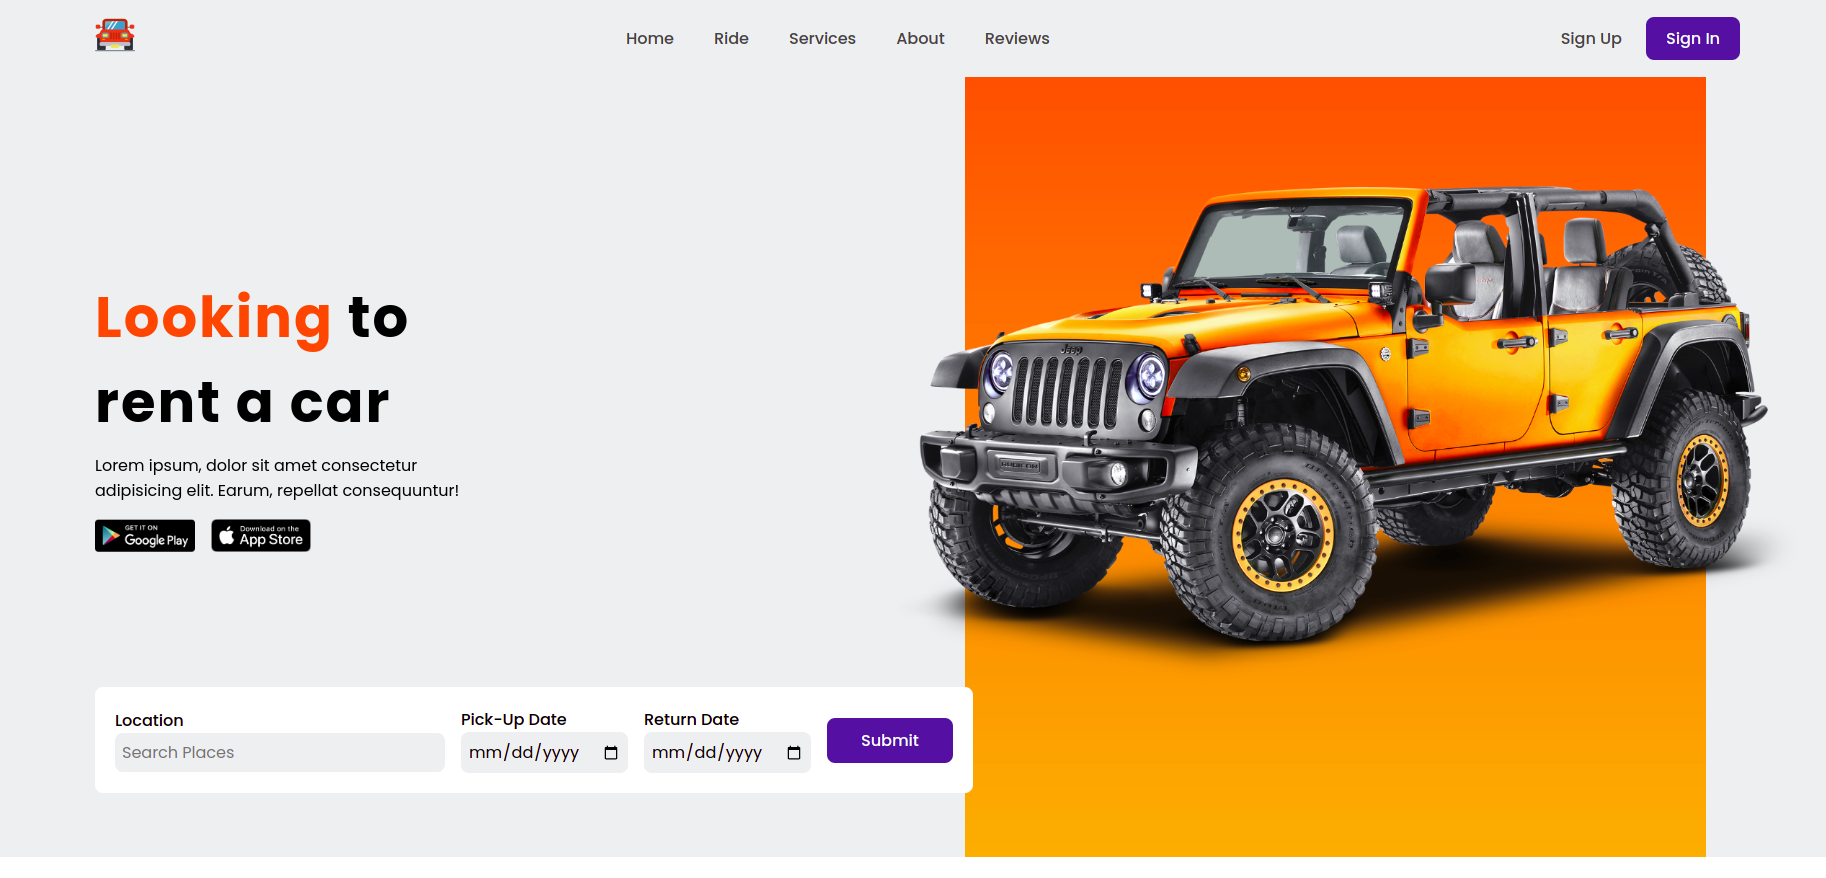 Home Ride Services About Reviews Sign Up Sign In
Looking to
rent a car
Lorem ipsum, dolor sit amet consectetur
adipisicing elit. Earum, repellat consequuntur!
GET IT ON
Google Play
Download on the
App Store
Jeep
RUBICON
Location Pick-Up Date Return Date
Search Places mm/dd/yyyy mm/dd/yyyy Submit